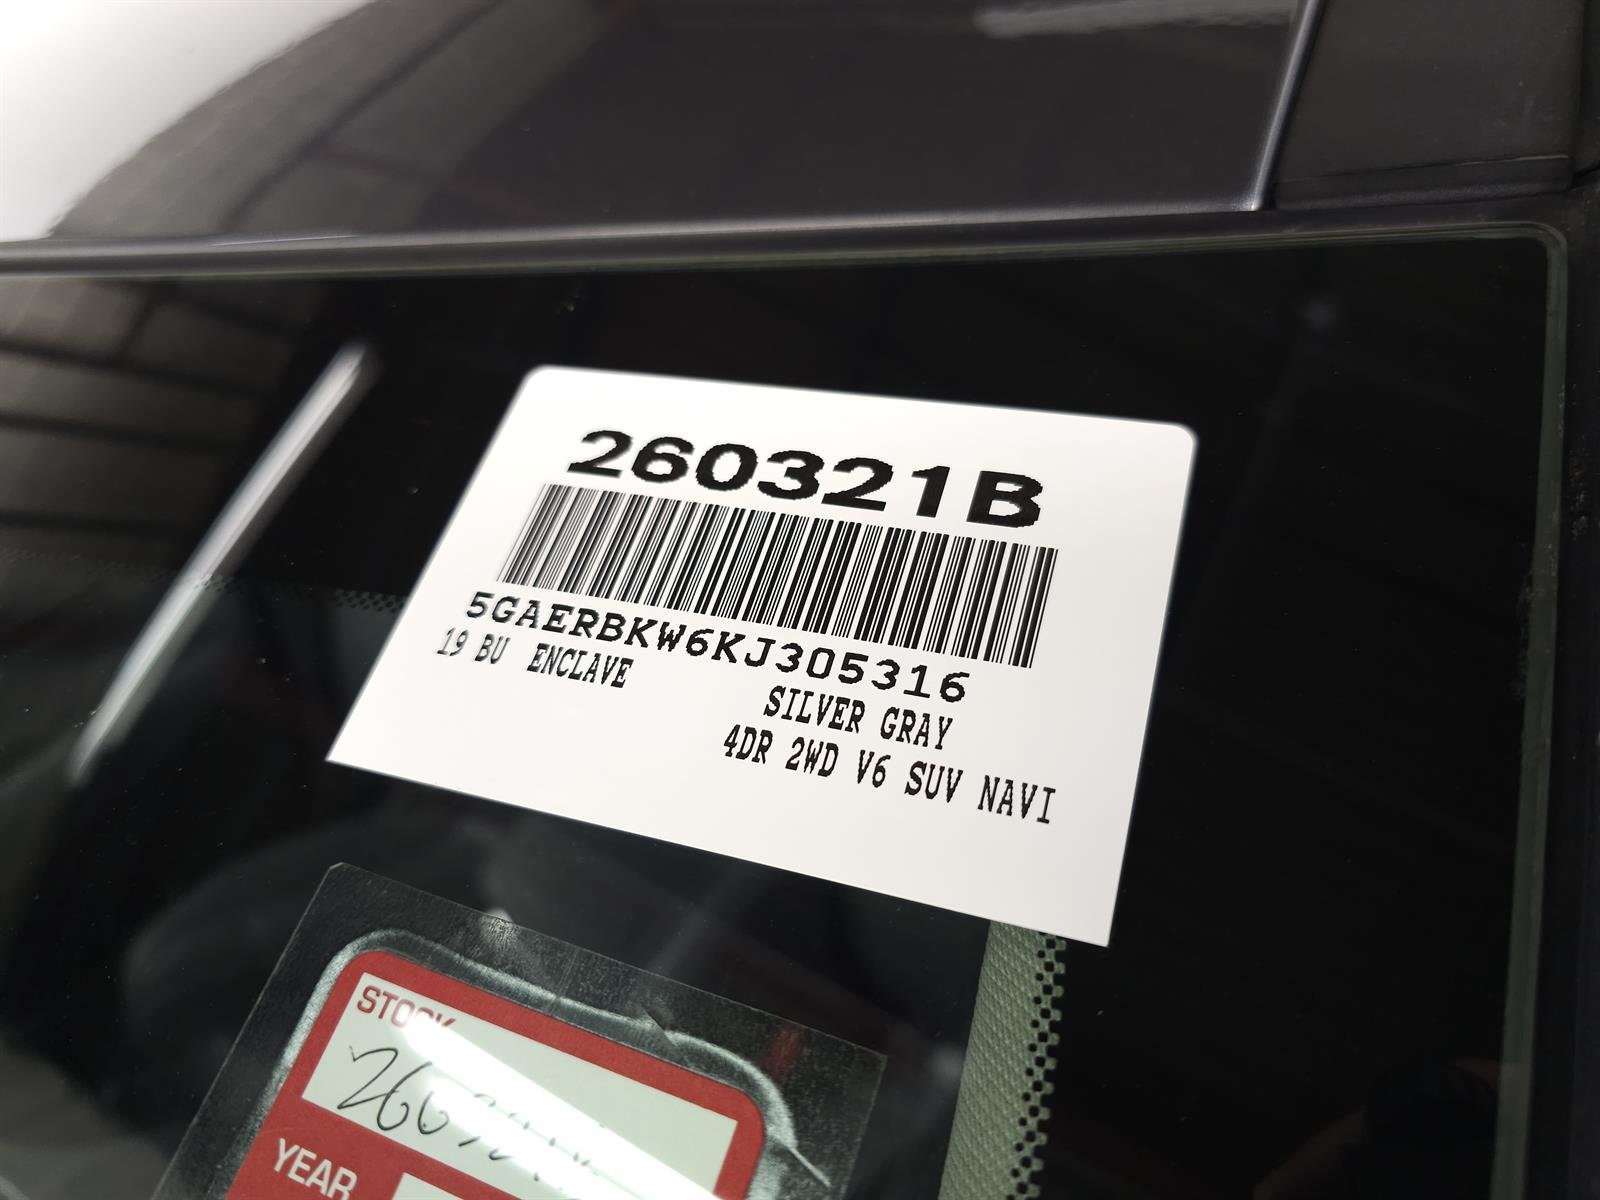 260321B
5GAERBKW6KJ305316
19 BU ENCLAVE
SILVER GRAY
4DR 2WD V6 SUV NAVI
STOCK
YEAR